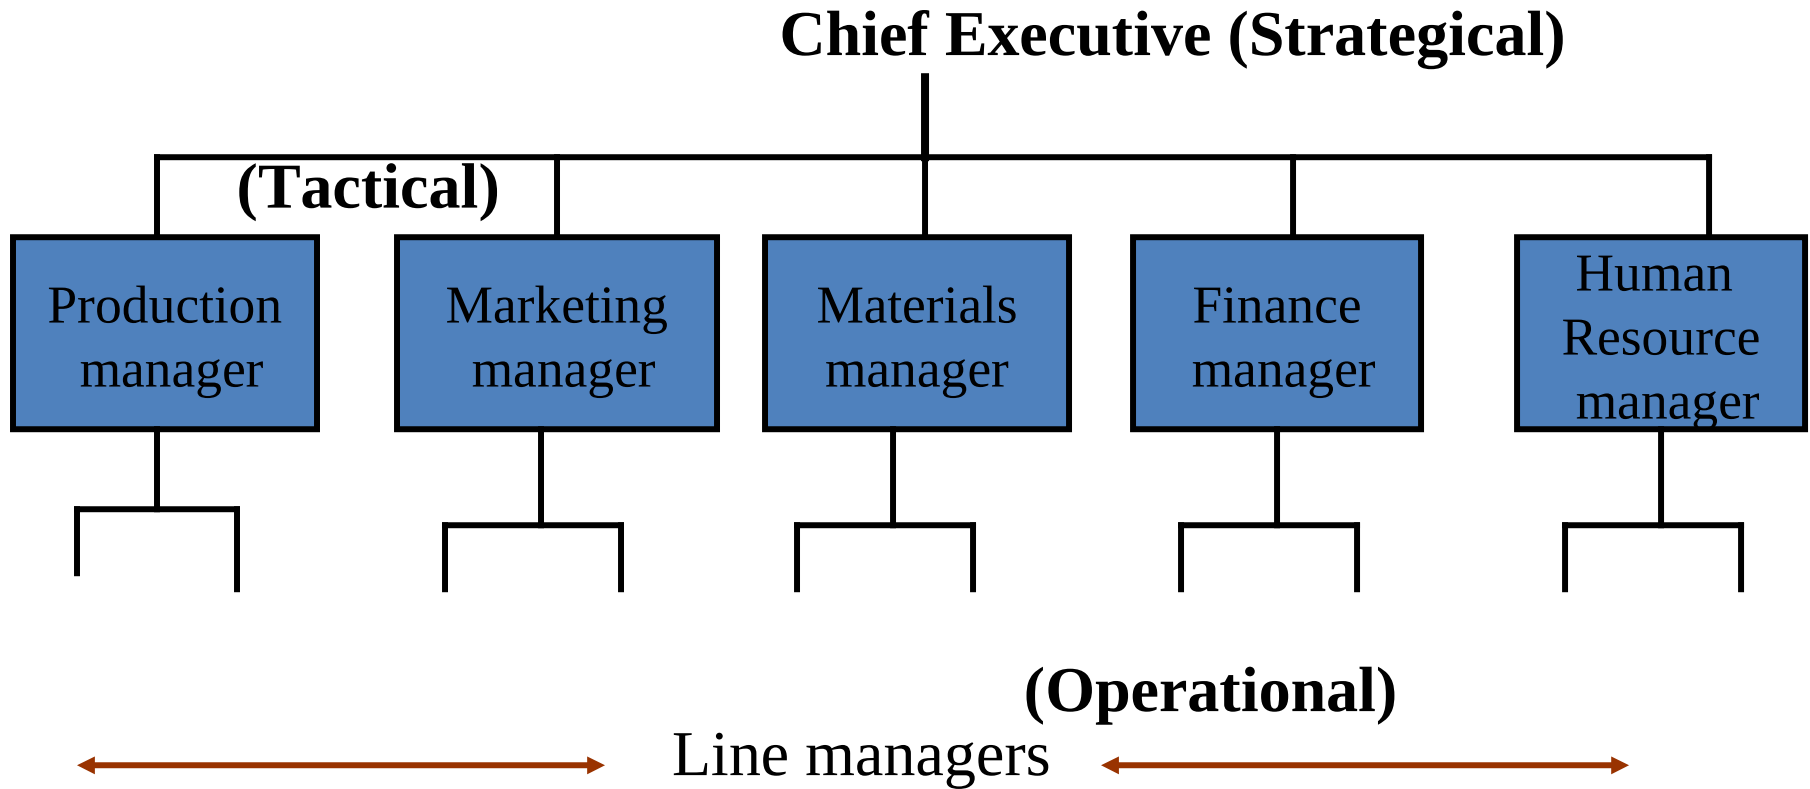 Chief Executive (Strategical)
(Tactical)
Production
manager
Marketing
manager
Materials
manager
Finance
manager
Human
Resource
manager
(Operational)
Line managers